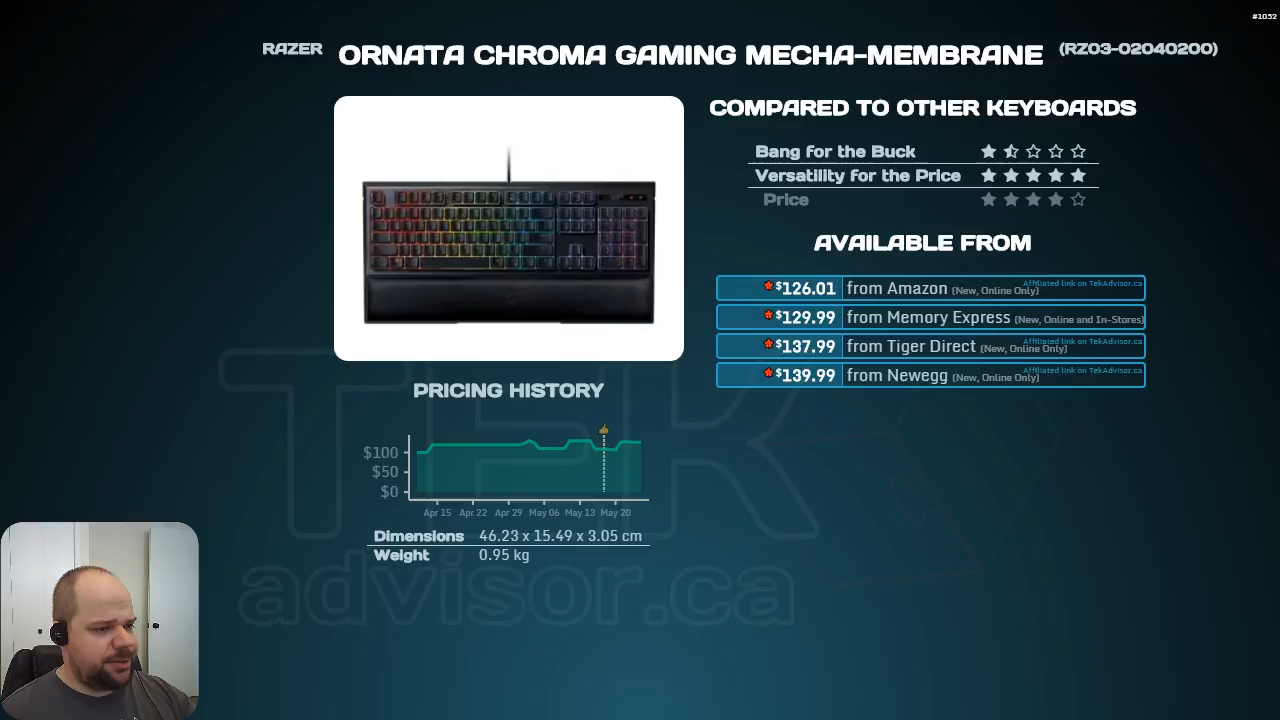 #1052
RAZER ORNATA CHROMA GAMING MECHA-MEMBRANE (RZ03-02040200)
COMPARED TO OTHER KEYBOARDS
Bang for the Buck
Versatility for the Price
Price
AVAILABLE FROM
$126.01 from Amazon (New, Online Only) Affiliated link on TekAdvisor.ca
$129.99 from Memory Express (New, Online and In-Stores)
$137.99 from Tiger Direct (New, Online Only) Affiliated link on TekAdvisor.ca
$139.99 from Newegg (New, Online Only) Affiliated link on TekAdvisor.ca
PRICING HISTORY
$100
$50
$0
Apr 15 Apr 22 Apr 29 May 06 May 13 May 20
Dimensions 46.23 x 15.49 x 3.05 cm
Weight 0.95 kg
TEK
advisor.ca